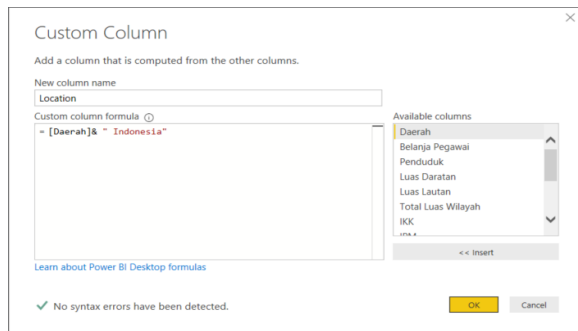 Custom Column
Add a column that is computed from the other columns.
New column name
Location
Custom column formula
= [Daerah]& " Indonesia"
Available columns
Daerah
Belanja Pegawai
Penduduk
Luas Daratan
Luas Lautan
Total Luas Wilayah
IKK
<< Insert
Learn about Power BI Desktop formulas
No syntax errors have been detected.
OK
Cancel